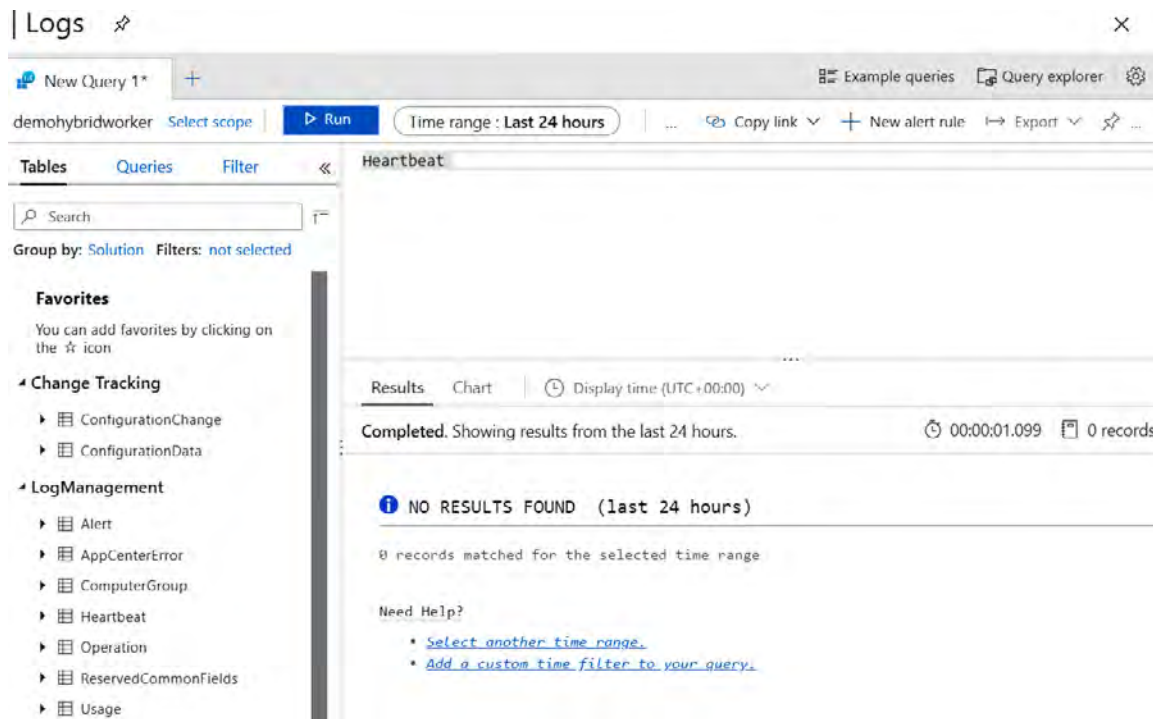 Logs
New Query 1*
Example queries
Query explorer
demohybridworker
Select scope
Run
Time range : Last 24 hours
...
Copy link
New alert rule
Export
...
Tables
Queries
Filter
«
Heartbeat
Search
Group by: Solution Filters: not selected
Favorites
You can add favorites by clicking on
the ☆ icon
Change Tracking
ConfigurationChange
ConfigurationData
LogManagement
Alert
AppCenterError
ComputerGroup
Heartbeat
Operation
ReservedCommonFields
Usage
Results
Chart
Display time (UTC+00:00)
Completed. Showing results from the last 24 hours.
00:00:01.099
0 records
NO RESULTS FOUND (last 24 hours)
0 records matched for the selected time range
Need Help?
• Select another time range.
• Add a custom time filter to your query.